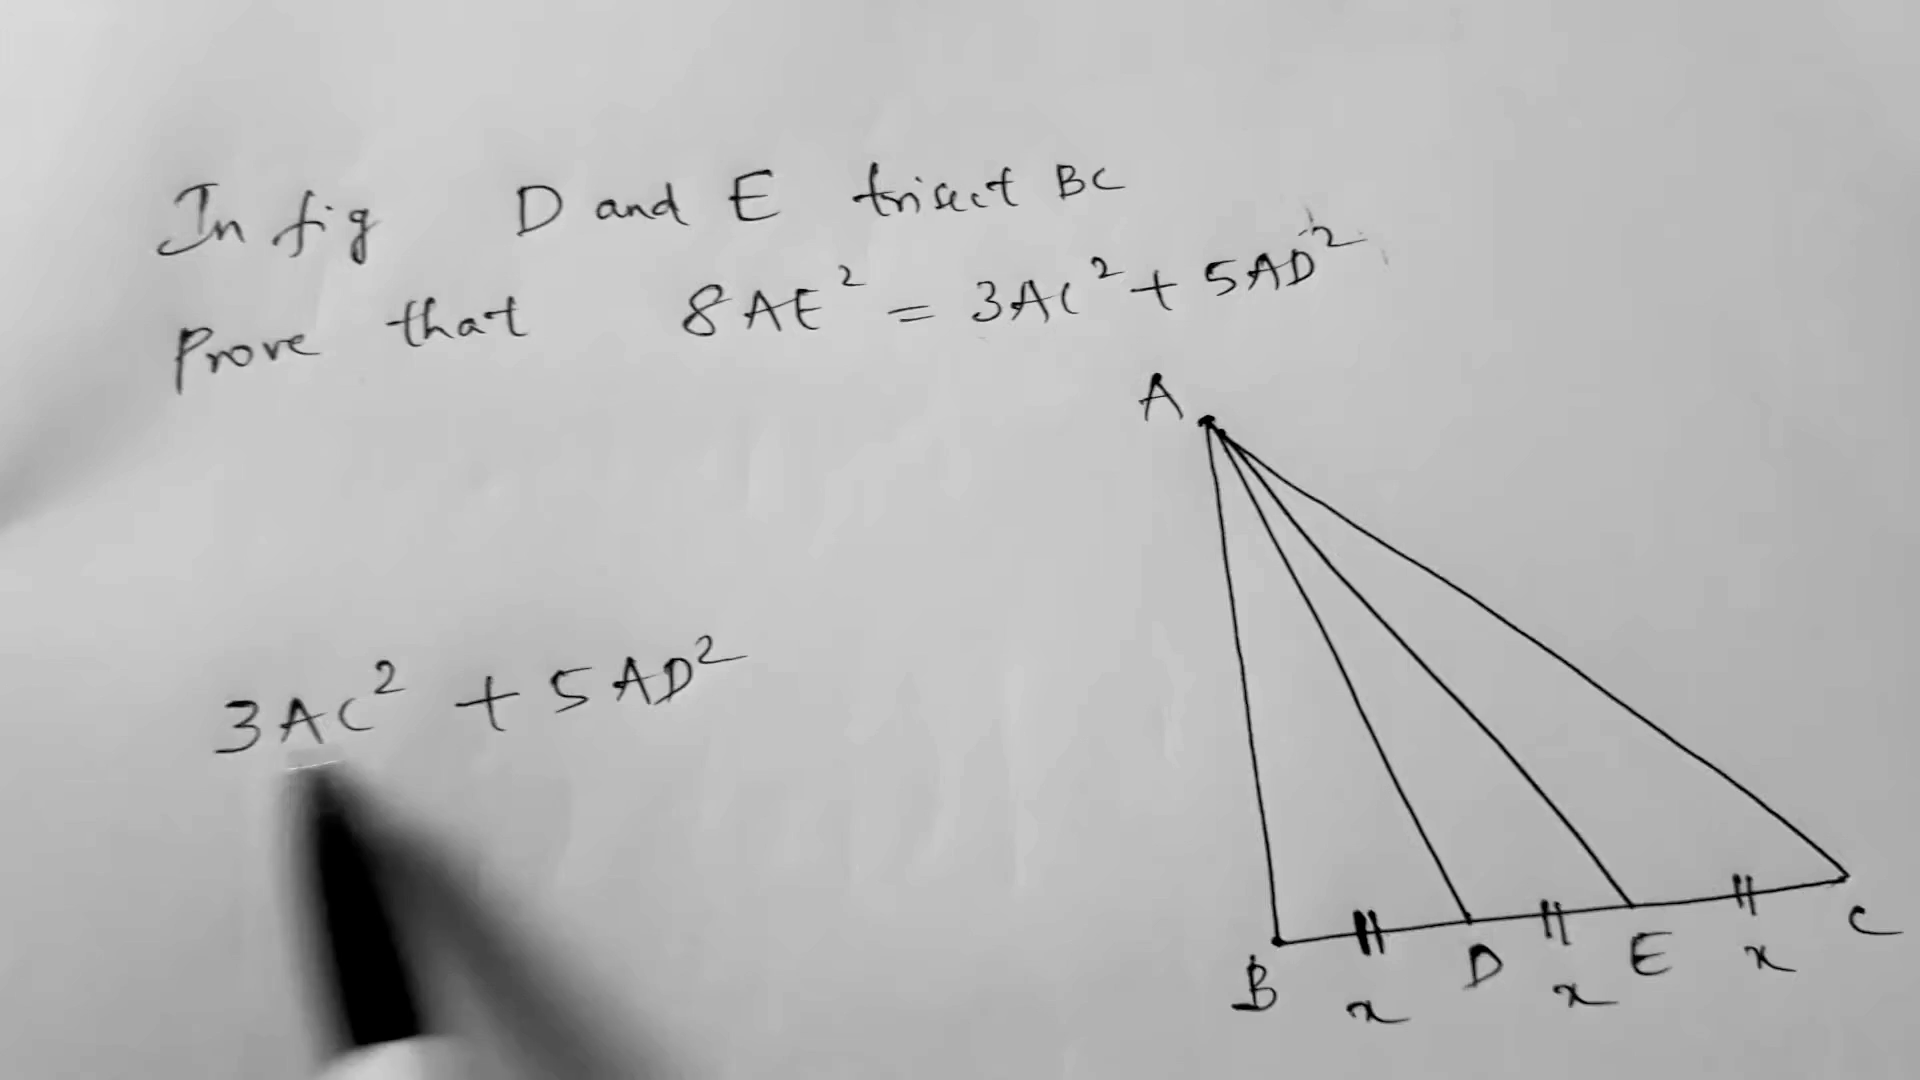 In fig D and E trisect BC
Prove that 8AE² = 3AC² + 5AD²
A
3AC² + 5AD²
B D E C
x x x